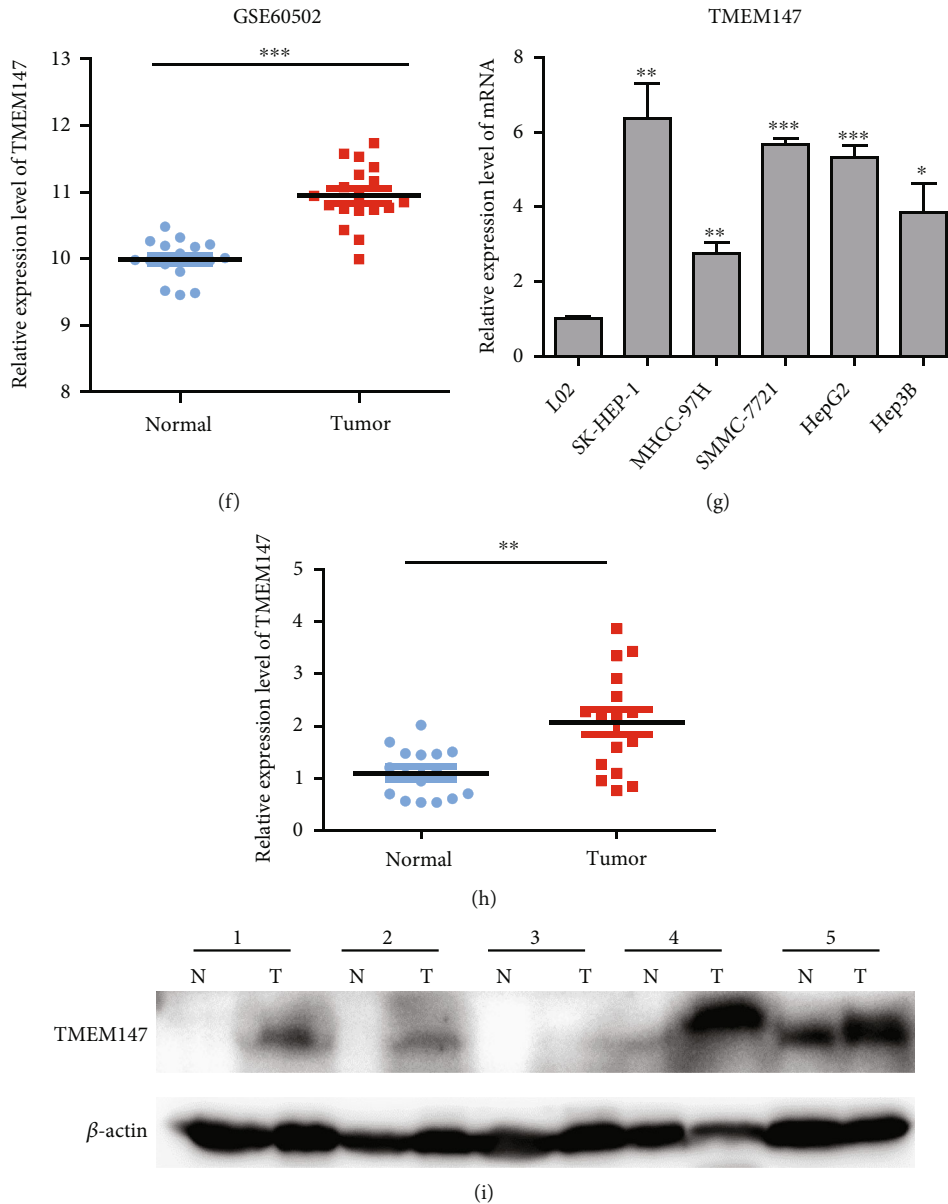 GSE60502
Relative expression level of TMEM147
13
12
11
10
9
8
***
Normal
Tumor
(f)
TMEM147
Relative expression level of mRNA
8
6
4
2
0
**
**
***
***
*
L02
SK-HEP-1
MHCC-97H
SMMC-7721
HepG2
Hep3B
(g)
Relative expression level of TMEM147
5
4
3
2
1
0
**
Normal
Tumor
(h)
1 2 3 4 5
N T N T N T N T N T
TMEM147
β-actin
(i)